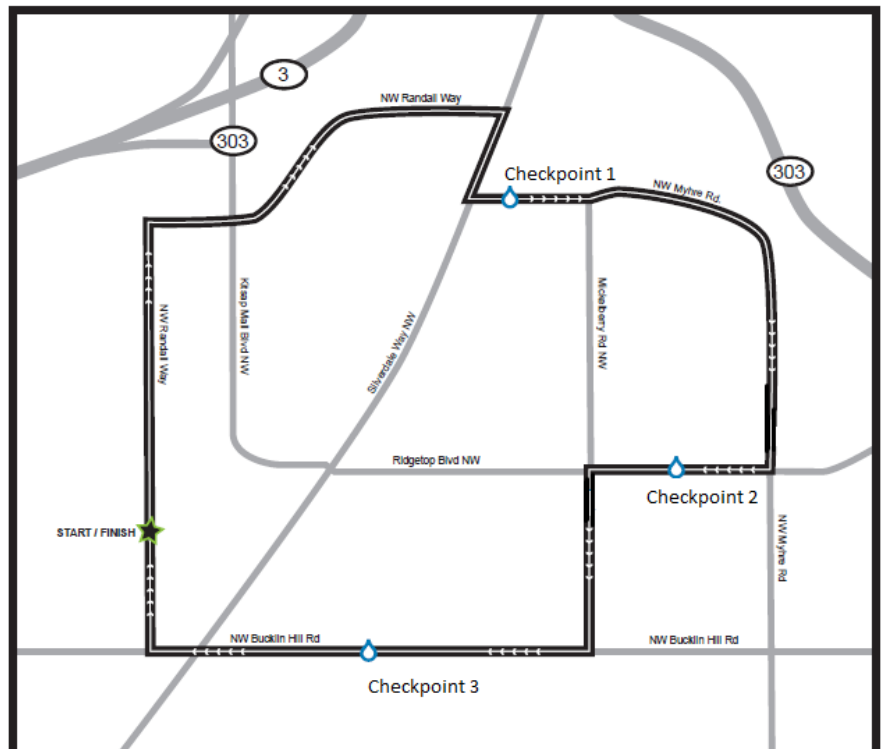 3
NW Randall Way
303
Checkpoint 1
303
NW Myhre Rd.
NW Randall Way
Kitsap Mall Blvd NW
Silverdale Way NW
Mickelberry Rd NW
Ridgetop Blvd NW
Checkpoint 2
START / FINISH
NW Myhre Rd
NW Bucklin Hill Rd
NW Bucklin Hill Rd
Checkpoint 3